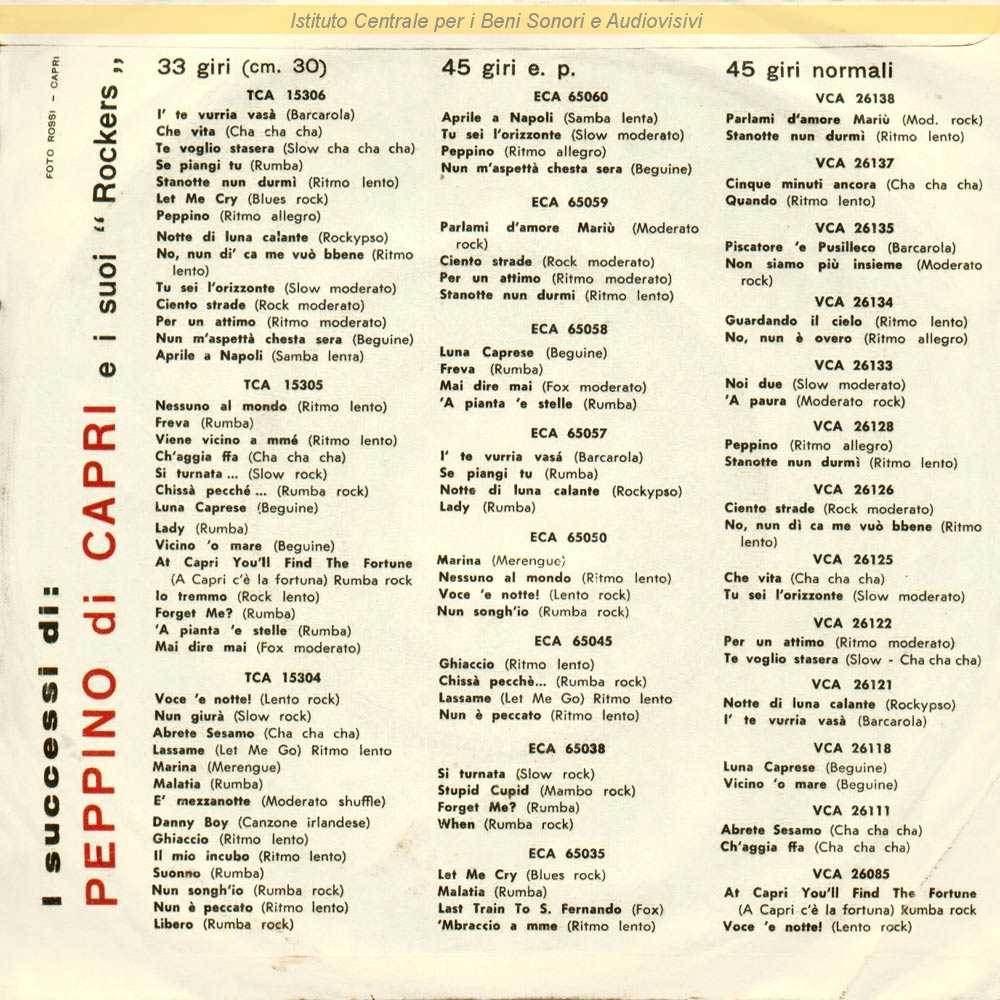 Istituto Centrale per i Beni Sonori e Audiovisivi
FOTO ROSSI - CAPRI
I successi di:
PEPPINO di CAPRI e i suoi “ Rockers „
33 giri (cm. 30)
TCA 15306
I' te vurria vasà (Barcarola)
Che vita (Cha cha cha)
Te voglio stasera (Slow cha cha cha)
Se piangi tu (Rumba)
Stanotte nun durmì (Ritmo lento)
Let Me Cry (Blues rock)
Peppino (Ritmo allegro)
Notte di luna calante (Rockypso)
No, nun di' ca me vuò bbene (Ritmo
lento)
Tu sei l'orizzonte (Slow moderato)
Ciento strade (Rock moderato)
Per un attimo (Ritmo moderato)
Nun m'aspettà chesta sera (Beguine)
Aprile a Napoli (Samba lenta)
TCA 15305
Nessuno al mondo (Ritmo lento)
Freva (Rumba)
Viene vicino a mmé (Ritmo lento)
Ch'aggia ffa (Cha cha cha)
Si turnata ... (Slow rock)
Chissà pecché ... (Rumba rock)
Luna Caprese (Beguine)
Lady (Rumba)
Vicino 'o mare (Beguine)
At Capri You'll Find The Fortune
(A Capri c'è la fortuna) Rumba rock
Io tremmo (Rock lento)
Forget Me? (Rumba)
'A pianta 'e stelle (Rumba)
Mai dire mai (Fox moderato)
TCA 15304
Voce 'e notte! (Lento rock)
Nun giurà (Slow rock)
Abrete Sesamo (Cha cha cha)
Lassame (Let Me Go) Ritmo lento
Marina (Merengue)
Malatia (Rumba)
E' mezzanotte (Moderato shuffle)
Danny Boy (Canzone irlandese)
Ghiaccio (Ritmo lento)
Il mio incubo (Ritmo lento)
Suonno (Rumba)
Nun songh'io (Rumba rock)
Nun è peccato (Ritmo lento)
Libero (Rumba rock)
45 giri e. p.
ECA 65060
Aprile a Napoli (Samba lenta)
Tu sei l'orizzonte (Slow moderato)
Peppino (Ritmo allegro)
Nun m'aspettà chesta sera (Beguine)
ECA 65059
Parlami d'amore Mariù (Moderato
rock)
Ciento strade (Rock moderato)
Per un attimo (Ritmo moderato)
Stanotte nun durmi (Ritmo lento)
ECA 65058
Luna Caprese (Beguine)
Freva (Rumba)
Mai dire mai (Fox moderato)
'A pianta 'e stelle (Rumba)
ECA 65057
I' te vurria vasá (Barcarola)
Se piangi tu (Rumba)
Notte di luna calante (Rockypso)
Lady (Rumba)
ECA 65050
Marina (Merengue)
Nessuno al mondo (Ritmo lento)
Voce 'e notte! (Lento rock)
Nun songh'io (Rumba rock)
ECA 65045
Ghiaccio (Ritmo lento)
Chissà pecchè... (Rumba rock)
Lassame (Let Me Go) Ritmo lento
Nun è peccato (Ritmo lento)
ECA 65038
Si turnata (Slow rock)
Stupid Cupid (Mambo rock)
Forget Me? (Rumba)
When (Rumba rock)
ECA 65035
Let Me Cry (Blues rock)
Malatia (Rumba)
Last Train To S. Fernando (Fox)
'Mbraccio a mme (Ritmo lento)
45 giri normali
VCA 26138
Parlami d'amore Mariù (Mod. rock)
Stanotte nun durmì (Ritmo lento)
VCA 26137
Cinque minuti ancora (Cha cha cha)
Quando (Ritmo lento)
VCA 26135
Piscatore 'e Pusilleco (Barcarola)
Non siamo più insieme (Moderato
rock)
VCA 26134
Guardando il cielo (Ritmo lento)
No, nun è overo (Ritmo allegro)
VCA 26133
Noi due (Slow moderato)
'A paura (Moderato rock)
VCA 26128
Peppino (Ritmo allegro)
Stanotte nun durmì (Ritmo lento)
VCA 26126
Ciento strade (Rock moderato)
No, nun dì ca me vuò bbene (Ritmo
lento)
VCA 26125
Che vita (Cha cha cha)
Tu sei l'orizzonte (Slow moderato)
VCA 26122
Per un attimo (Ritmo moderato)
Te voglio stasera (Slow - Cha cha cha)
VCA 26121
Notte di luna calante (Rockypso)
I' te vurria vasà (Barcarola)
VCA 26118
Luna Caprese (Beguine)
Vicino 'o mare (Beguine)
VCA 26111
Abrete Sesamo (Cha cha cha)
Ch'aggia ffa (Cha cha cha)
VCA 26085
At Capri You'll Find The Fortune
(A Capri c'è la fortuna) Rumba rock
Voce 'e notte! (Lento rock)